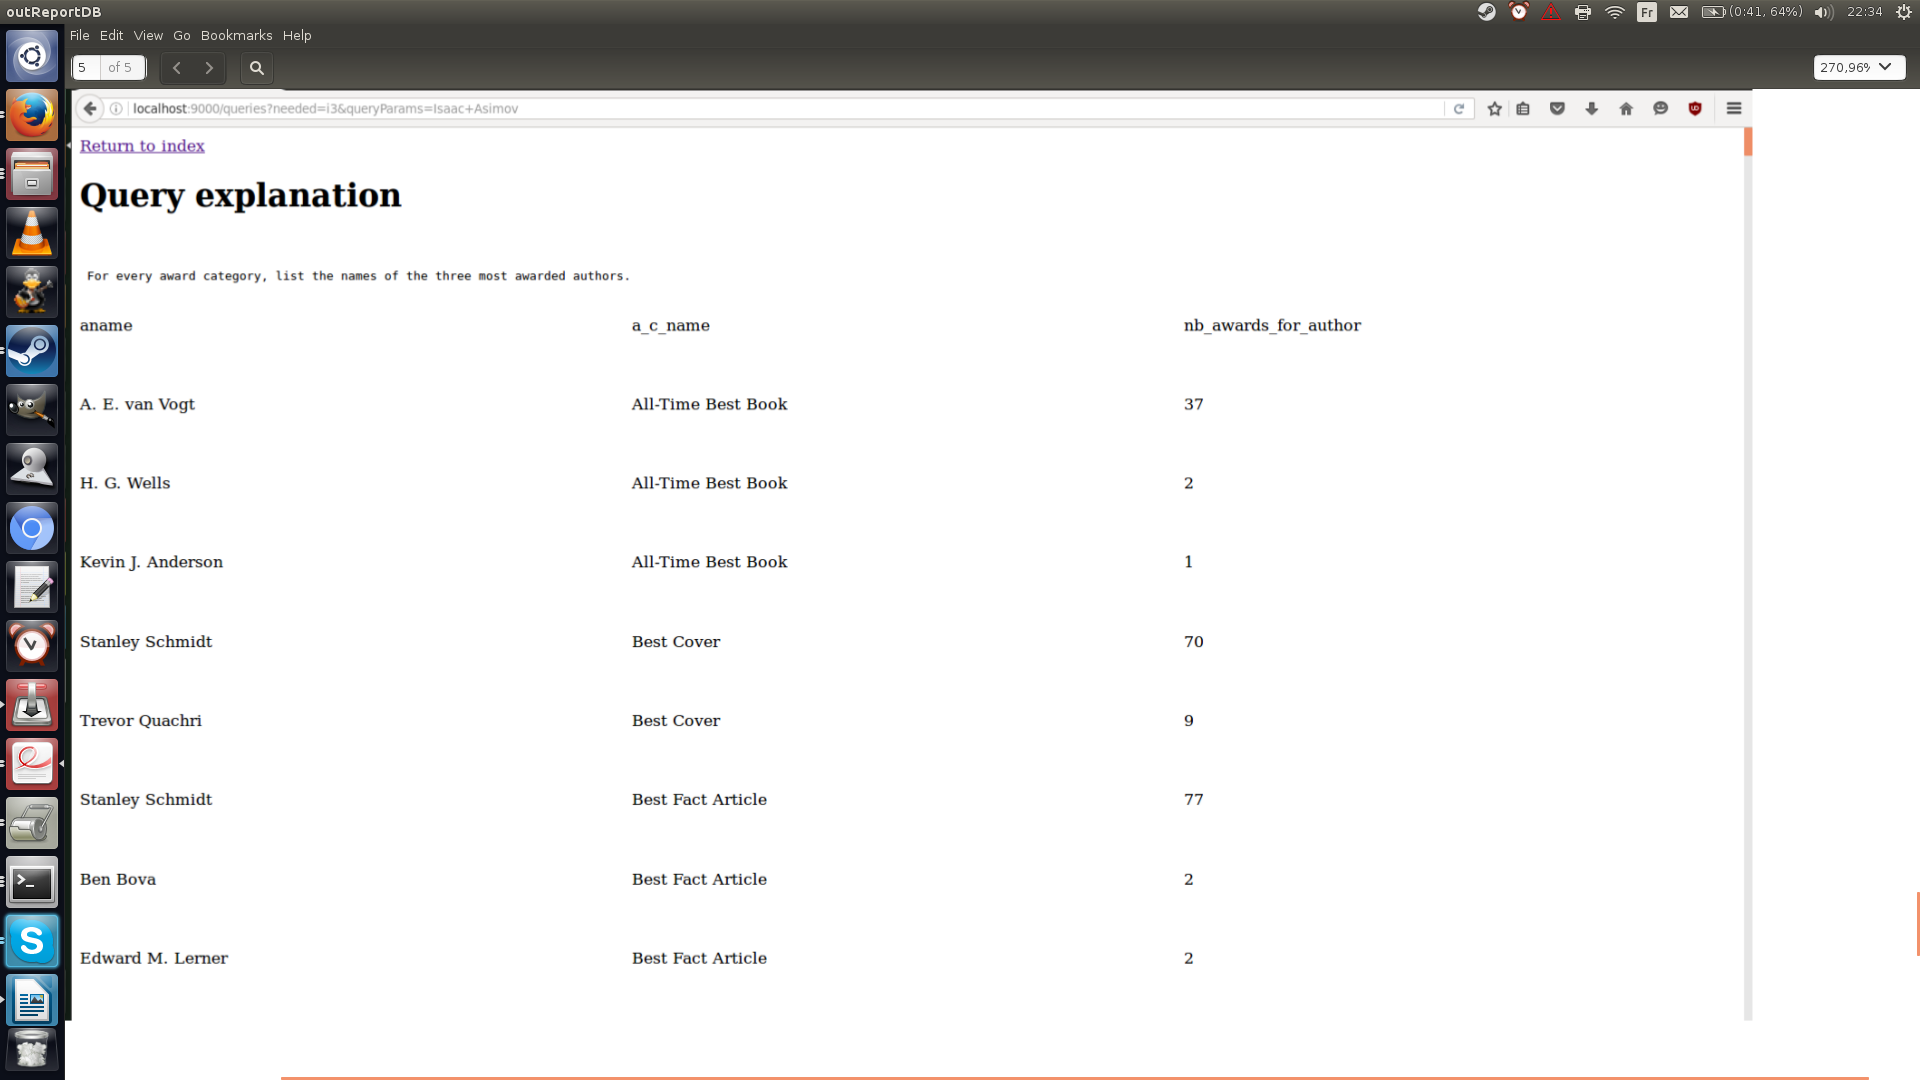 outReportDB
Fr (0:41, 64%) 22:34
File Edit View Go Bookmarks Help
5 of 5 270,96%
localhost:9000/queries?needed=i3&queryParams=Isaac+Asimov
Return to index
Query explanation
For every award category, list the names of the three most awarded authors.
aname a_c_name nb_awards_for_author
A. E. van Vogt All-Time Best Book 37
H. G. Wells All-Time Best Book 2
Kevin J. Anderson All-Time Best Book 1
Stanley Schmidt Best Cover 70
Trevor Quachri Best Cover 9
Stanley Schmidt Best Fact Article 77
Ben Bova Best Fact Article 2
Edward M. Lerner Best Fact Article 2